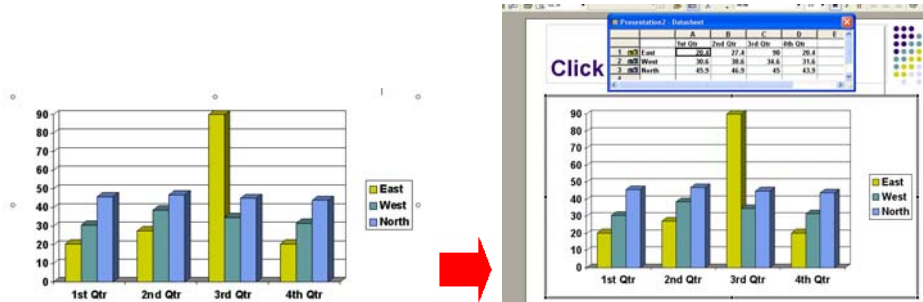 90
80
70
60
50
40
30
20
10
0
1st Qtr 2nd Qtr 3rd Qtr 4th Qtr
East
West
North
Presentation2 - Datasheet
A B C D E
1st Qtr 2nd Qtr 3rd Qtr 4th Qtr
1 East 20.4 27.4 90 20.4
2 West 30.6 38.6 34.6 31.6
3 North 45.9 46.9 45 43.9
4
Click
90
80
70
60
50
40
30
20
10
0
1st Qtr 2nd Qtr 3rd Qtr 4th Qtr
East
West
North